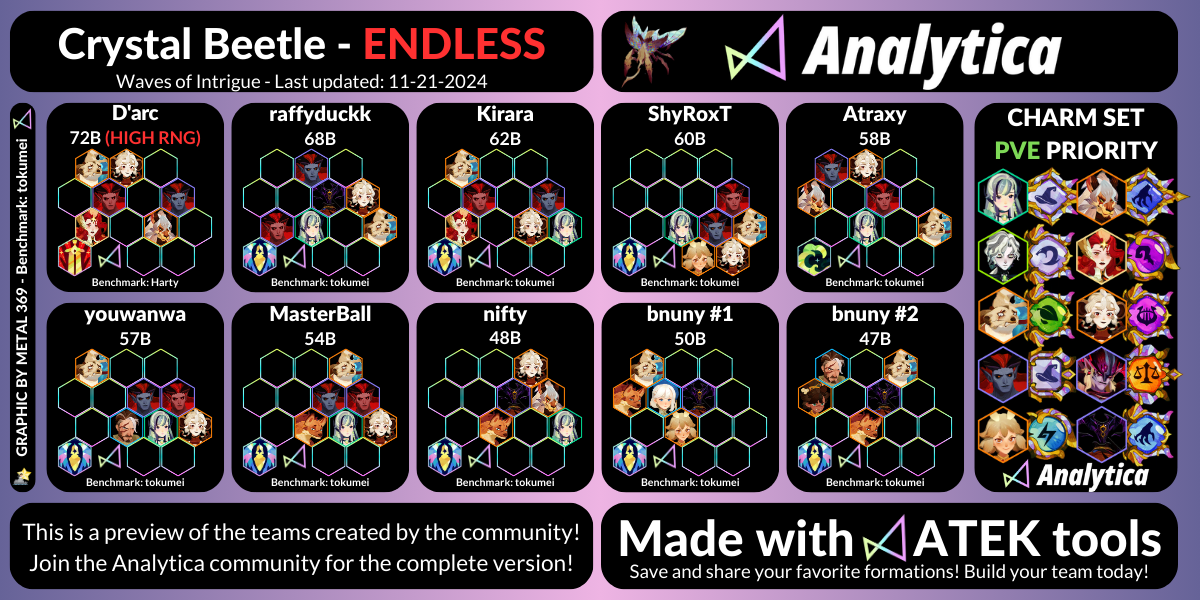 Crystal Beetle - ENDLESS
Waves of Intrigue - Last updated: 11-21-2024
Analytica
GRAPHIC BY METAL 369 - Benchmark: tokumei
D'arc
72B (HIGH RNG)
Benchmark: Harty
raffyduckk
68B
Benchmark: tokumei
Kirara
62B
Benchmark: tokumei
ShyRoxT
60B
Benchmark: tokumei
Atraxy
58B
Benchmark: tokumei
youwanwa
57B
Benchmark: tokumei
MasterBall
54B
Benchmark: tokumei
nifty
48B
Benchmark: tokumei
bnuny #1
50B
Benchmark: tokumei
bnuny #2
47B
Benchmark: tokumei
CHARM SET
PVE PRIORITY
Analytica
This is a preview of the teams created by the community!
Join the Analytica community for the complete version!
Made with ATEK tools
Save and share your favorite formations! Build your team today!